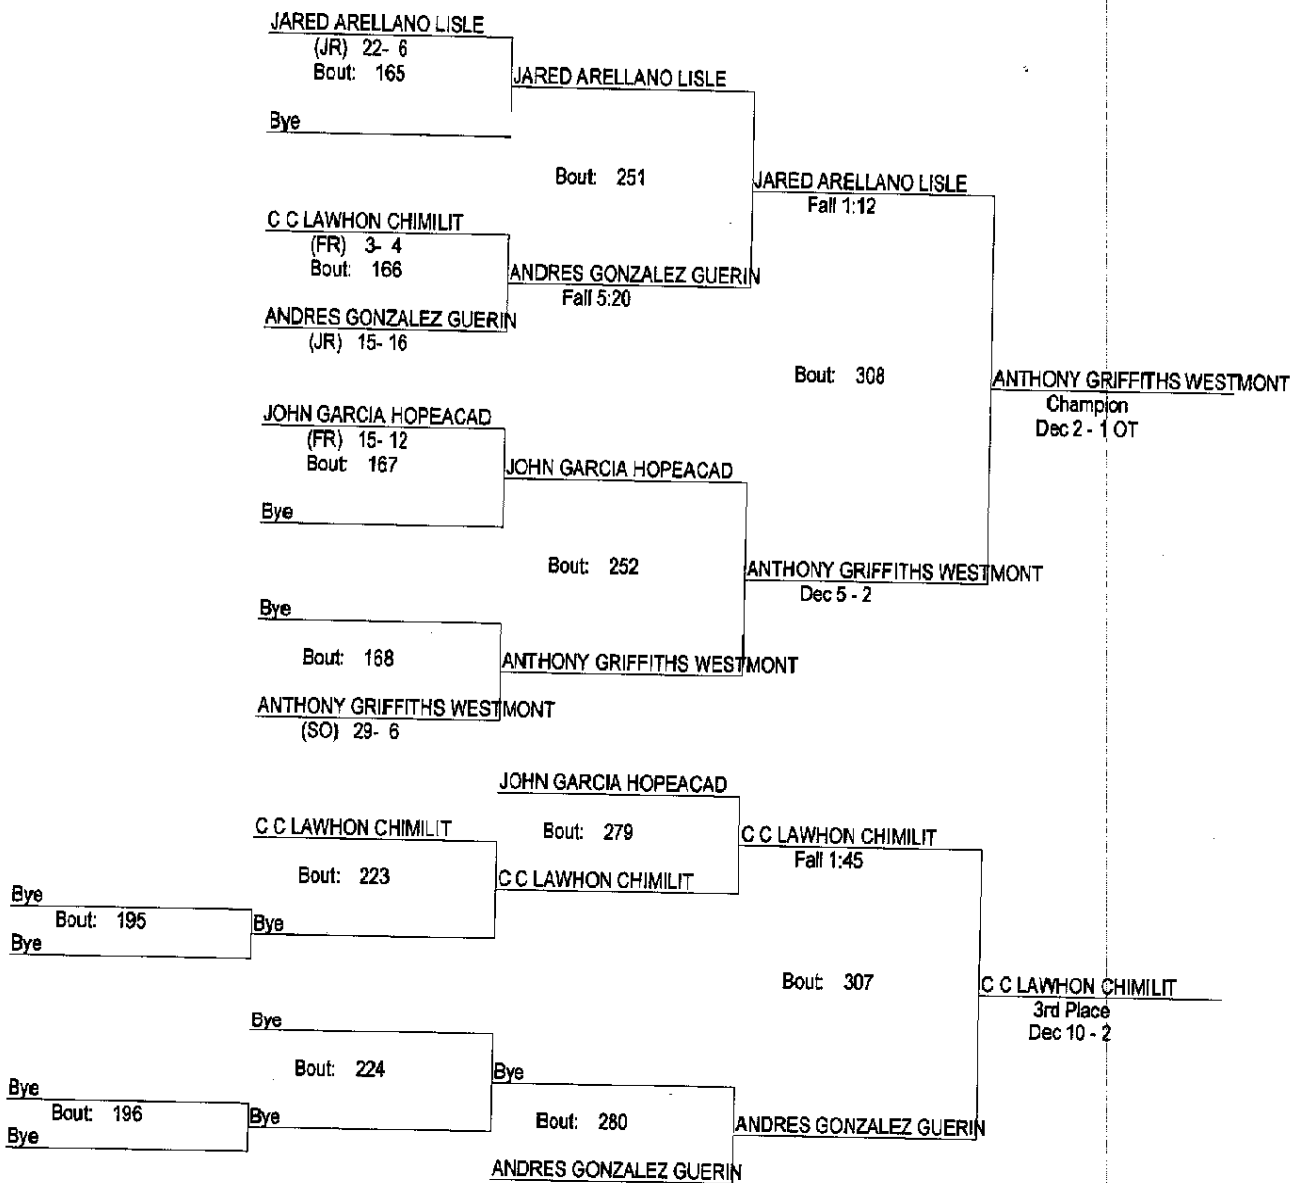 JARED ARELLANO LISLE
(JR) 22- 6
Bout: 165
JARED ARELLANO LISLE
Bye
Bout: 251
JARED ARELLANO LISLE
Fall 1:12
C C LAWHON CHIMILIT
(FR) 3- 4
Bout: 166
ANDRES GONZALEZ GUERIN
Fall 5:20
ANDRES GONZALEZ GUERIN
(JR) 15- 16
Bout: 308
ANTHONY GRIFFITHS WESTMONT
Champion
Dec 2 - 1 OT
JOHN GARCIA HOPEACAD
(FR) 15- 12
Bout: 167
JOHN GARCIA HOPEACAD
Bye
Bout: 252
ANTHONY GRIFFITHS WESTMONT
Dec 5 - 2
Bye
Bout: 168
ANTHONY GRIFFITHS WESTMONT
ANTHONY GRIFFITHS WESTMONT
(SO) 29- 6
JOHN GARCIA HOPEACAD
C C LAWHON CHIMILIT
Bout: 279
C C LAWHON CHIMILIT
Fall 1:45
Bout: 223
C C LAWHON CHIMILIT
Bye
Bout: 195
Bye
Bye
Bout: 307
C C LAWHON CHIMILIT
3rd Place
Dec 10 - 2
Bye
Bout: 224
Bye
Bye
Bout: 196
Bye
Bye
Bout: 280
ANDRES GONZALEZ GUERIN
ANDRES GONZALEZ GUERIN